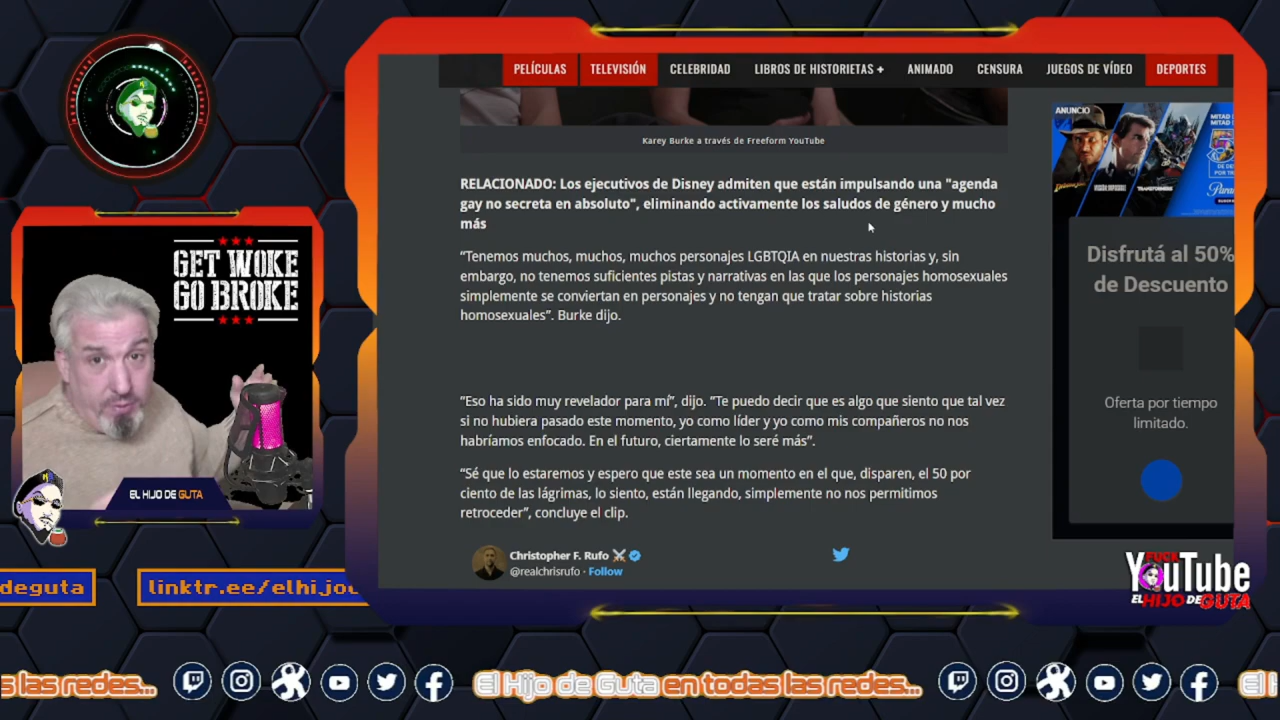 PELÍCULAS TELEVISIÓN CELEBRIDAD LIBROS DE HISTORIETAS + ANIMADO CENSURA JUEGOS DE VÍDEO DEPORTES
Karey Burke a través de Freeform YouTube
RELACIONADO: Los ejecutivos de Disney admiten que están impulsando una "agenda
gay no secreta en absoluto", eliminando activamente los saludos de género y mucho
más
“Tenemos muchos, muchos, muchos personajes LGBTQIA en nuestras historias y, sin
embargo, no tenemos suficientes pistas y narrativas en las que los personajes homosexuales
simplemente se conviertan en personajes y no tengan que tratar sobre historias
homosexuales”. Burke dijo.
“Eso ha sido muy revelador para mí”, dijo. “Te puedo decir que es algo que siento que tal vez
si no hubiera pasado este momento, yo como líder y yo como mis compañeros no nos
habríamos enfocado. En el futuro, ciertamente lo seré más”.
“Sé que lo estaremos y espero que este sea un momento en el que, disparen, el 50 por
ciento de las lágrimas, lo siento, están llegando, simplemente no nos permitimos
retroceder”, concluye el clip.
Christopher F. Rufo
@realchrisrufo · Follow
ANUNCIO
MITAD
MITAD
TRANSFORMERS
Disfrutá al 50%
de Descuento
Oferta por tiempo
limitado.
GET WOKE
GO BROKE
EL HIJO DE GUTA
deguta
linktr.ee/elhijo
FUCK
YouTube
EL HIJO DE GUTA
s las redes...
El Hijo de Guta en todas las redes...
El